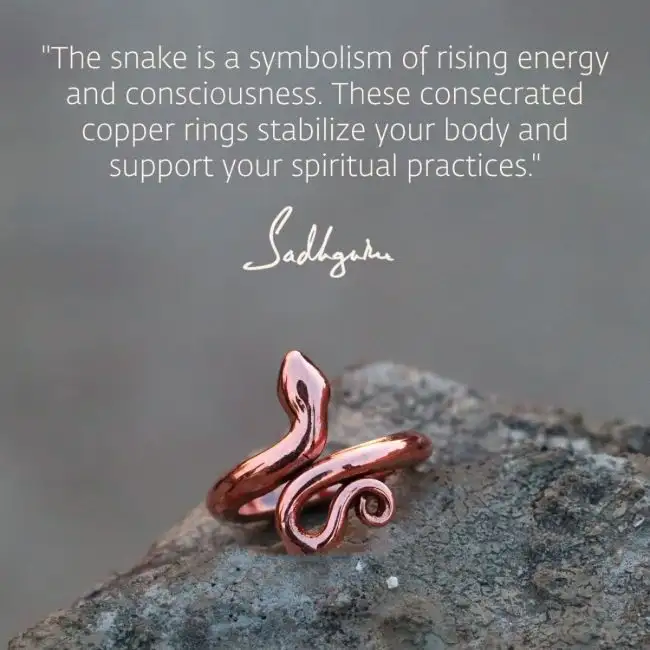 "The snake is a symbolism of rising energy
and consciousness. These consecrated
copper rings stabilize your body and
support your spiritual practices."
Sadhguru